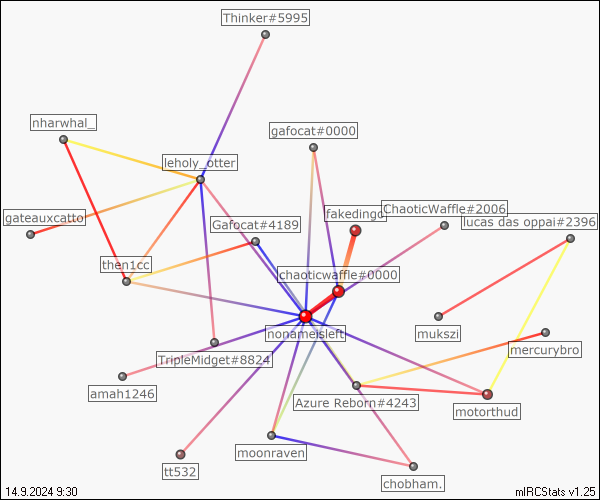 Thinker#5995
nharwhal_
gafocat#0000
leholy_otter
ChaoticWaffle#2006
fakedingo
gateauxcatto
Gafocat#4189
lucas das oppai#2396
then1cc
chaoticwaffle#0000
nonameisleft
mukszi
mercurybro
TripleMidget#8824
amah1246
Azure Reborn#4243
motorthud
moonraven
tt532
chobham.
14.9.2024 9:30
mIRCStats v1.25